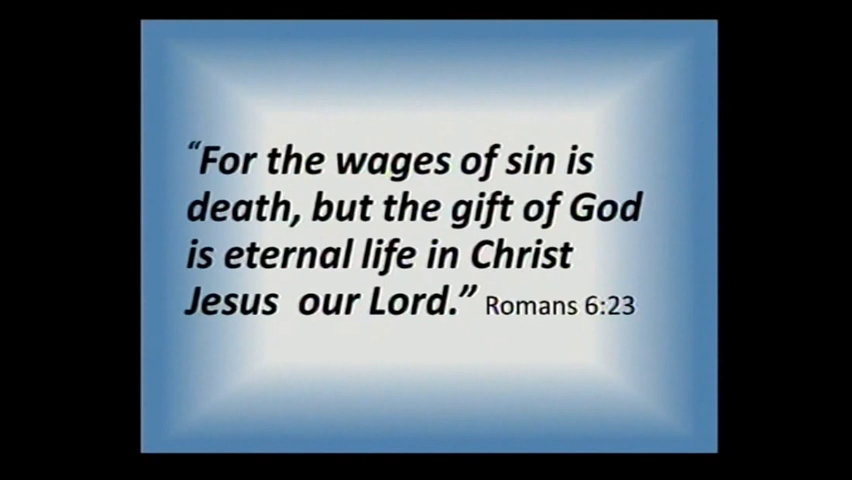 “For the wages of sin is
death, but the gift of God
is eternal life in Christ
Jesus  our Lord.” Romans 6:23